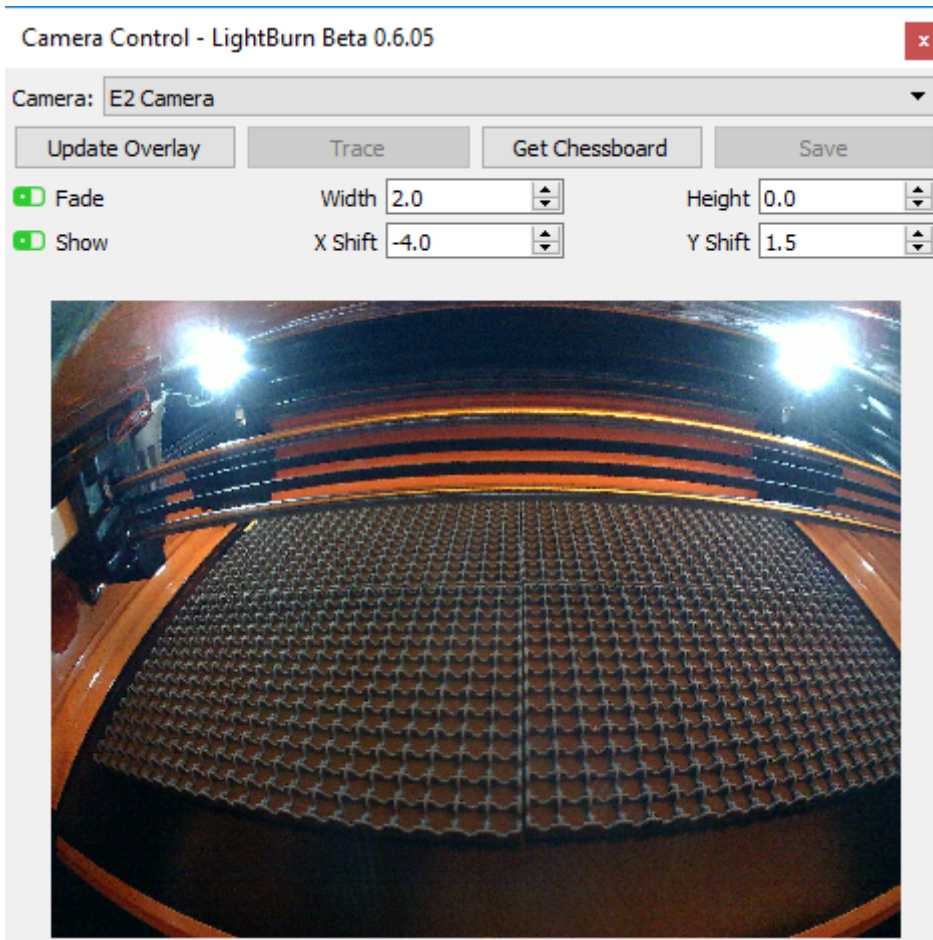 Camera Control - LightBurn Beta 0.6.05
x
Camera: E2 Camera
Update Overlay Trace Get Chessboard Save
Fade Width 2.0 Height 0.0
Show X Shift -4.0 Y Shift 1.5